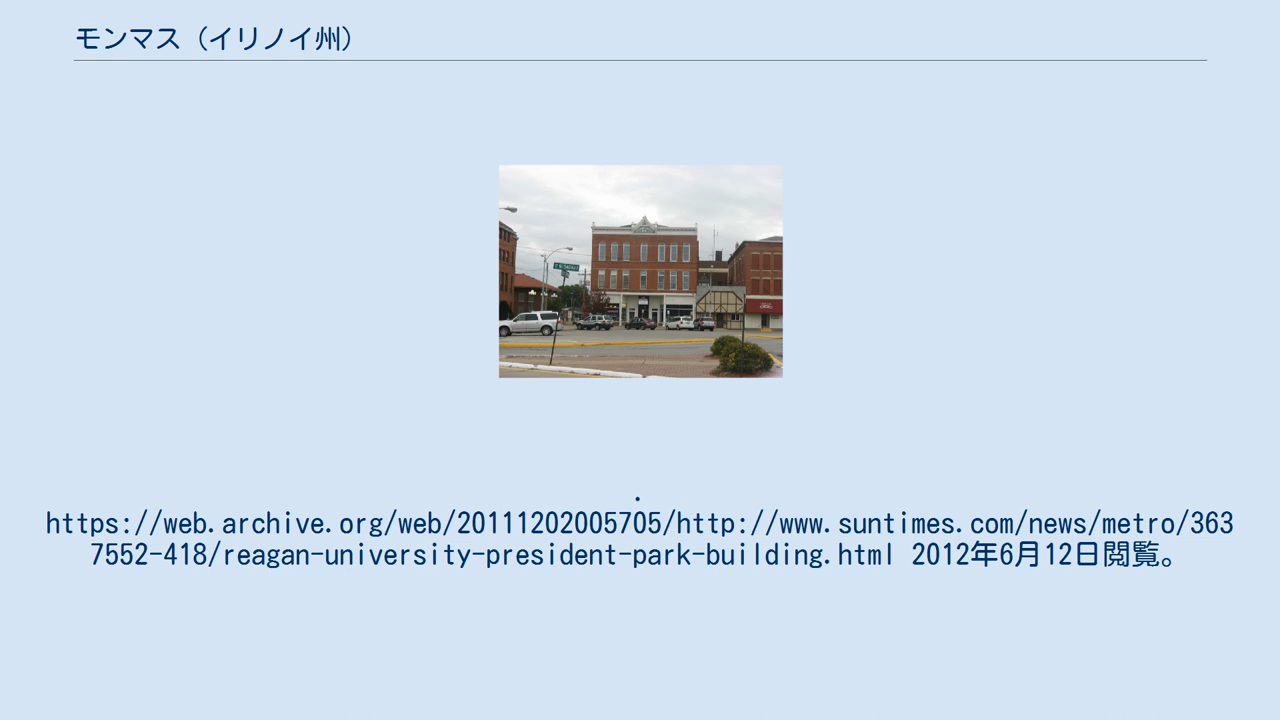 モンマス（イリノイ州）
.
https://web.archive.org/web/20111202005705/http://www.suntimes.com/news/metro/363
7552-418/reagan-university-president-park-building.html 2012年6月12日閲覧。